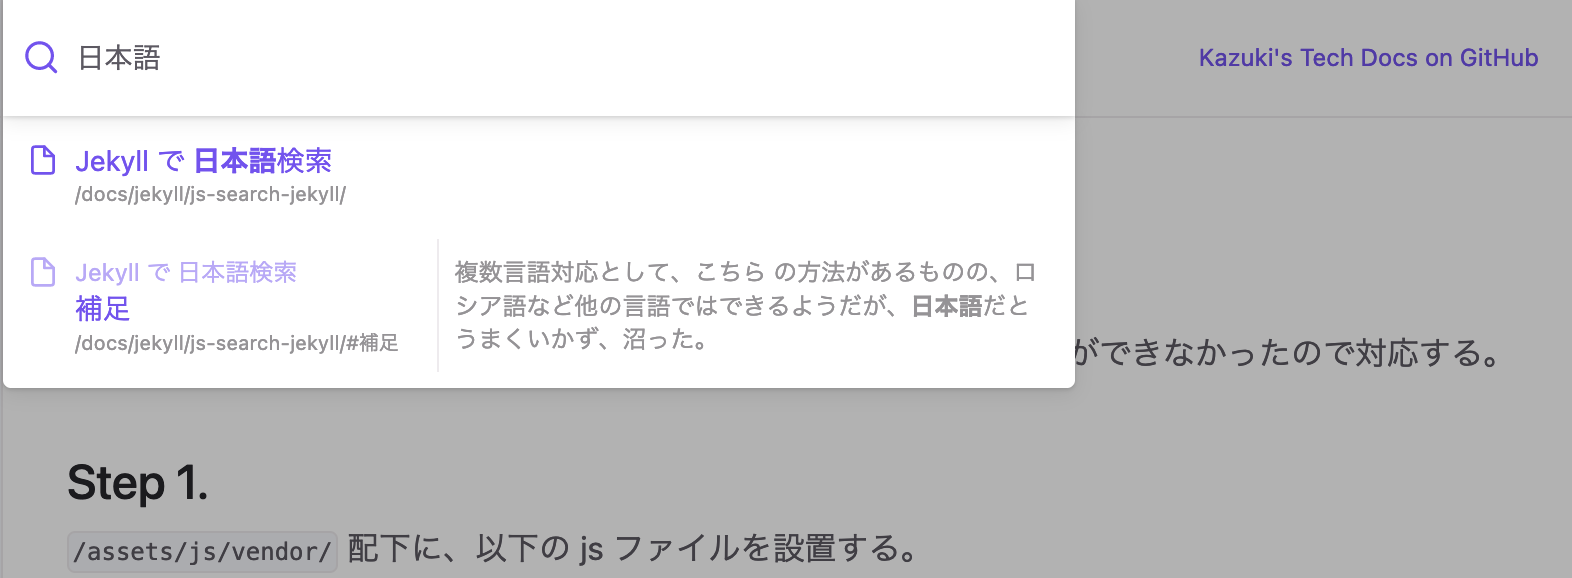 日本語
Kazuki's Tech Docs on GitHub
Jekyll で 日本語検索
/docs/jekyll/js-search-jekyll/
Jekyll で 日本語検索
補足
/docs/jekyll/js-search-jekyll/#補足
複数言語対応として、こちら の方法があるものの、ロ
シア語など他の言語ではできるようだが、日本語だと
うまくいかず、沼った。
ができなかったので対応する。
Step 1.
/assets/js/vendor/ 配下に、以下の js ファイルを設置する。